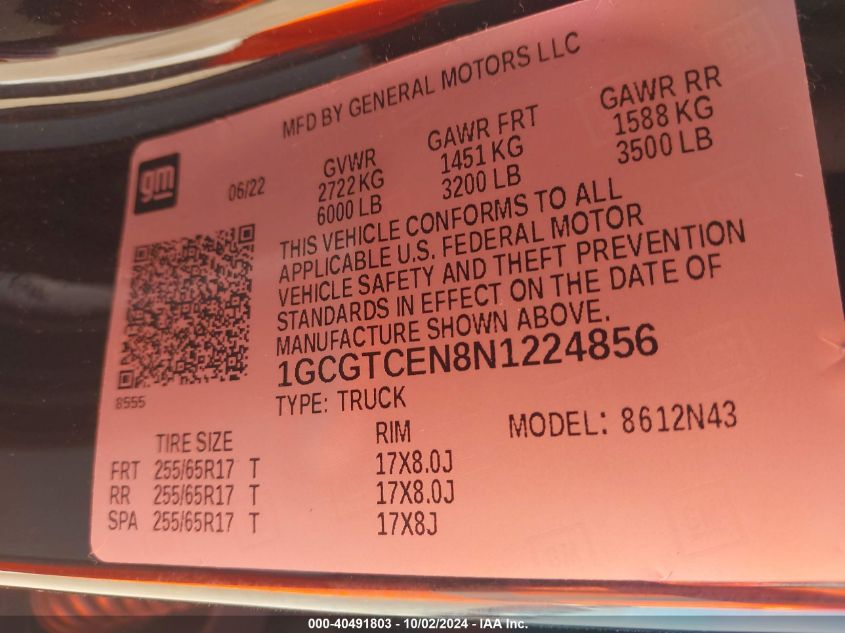 MFD BY GENERAL MOTORS LLC
gm
06/22
GVWR GAWR FRT GAWR RR
2722 KG 1451 KG 1588 KG
6000 LB 3200 LB 3500 LB
THIS VEHICLE CONFORMS TO ALL
APPLICABLE U.S. FEDERAL MOTOR
VEHICLE SAFETY AND THEFT PREVENTION
STANDARDS IN EFFECT ON THE DATE OF
MANUFACTURE SHOWN ABOVE.
1GCGTCEN8N1224856
8555
TYPE: TRUCK
MODEL: 8612N43
TIRE SIZE RIM
FRT 255/65R17 T 17X8.0J
RR 255/65R17 T 17X8.0J
SPA 255/65R17 T 17X8J
000-40491803 - 10/02/2024 - IAA Inc.